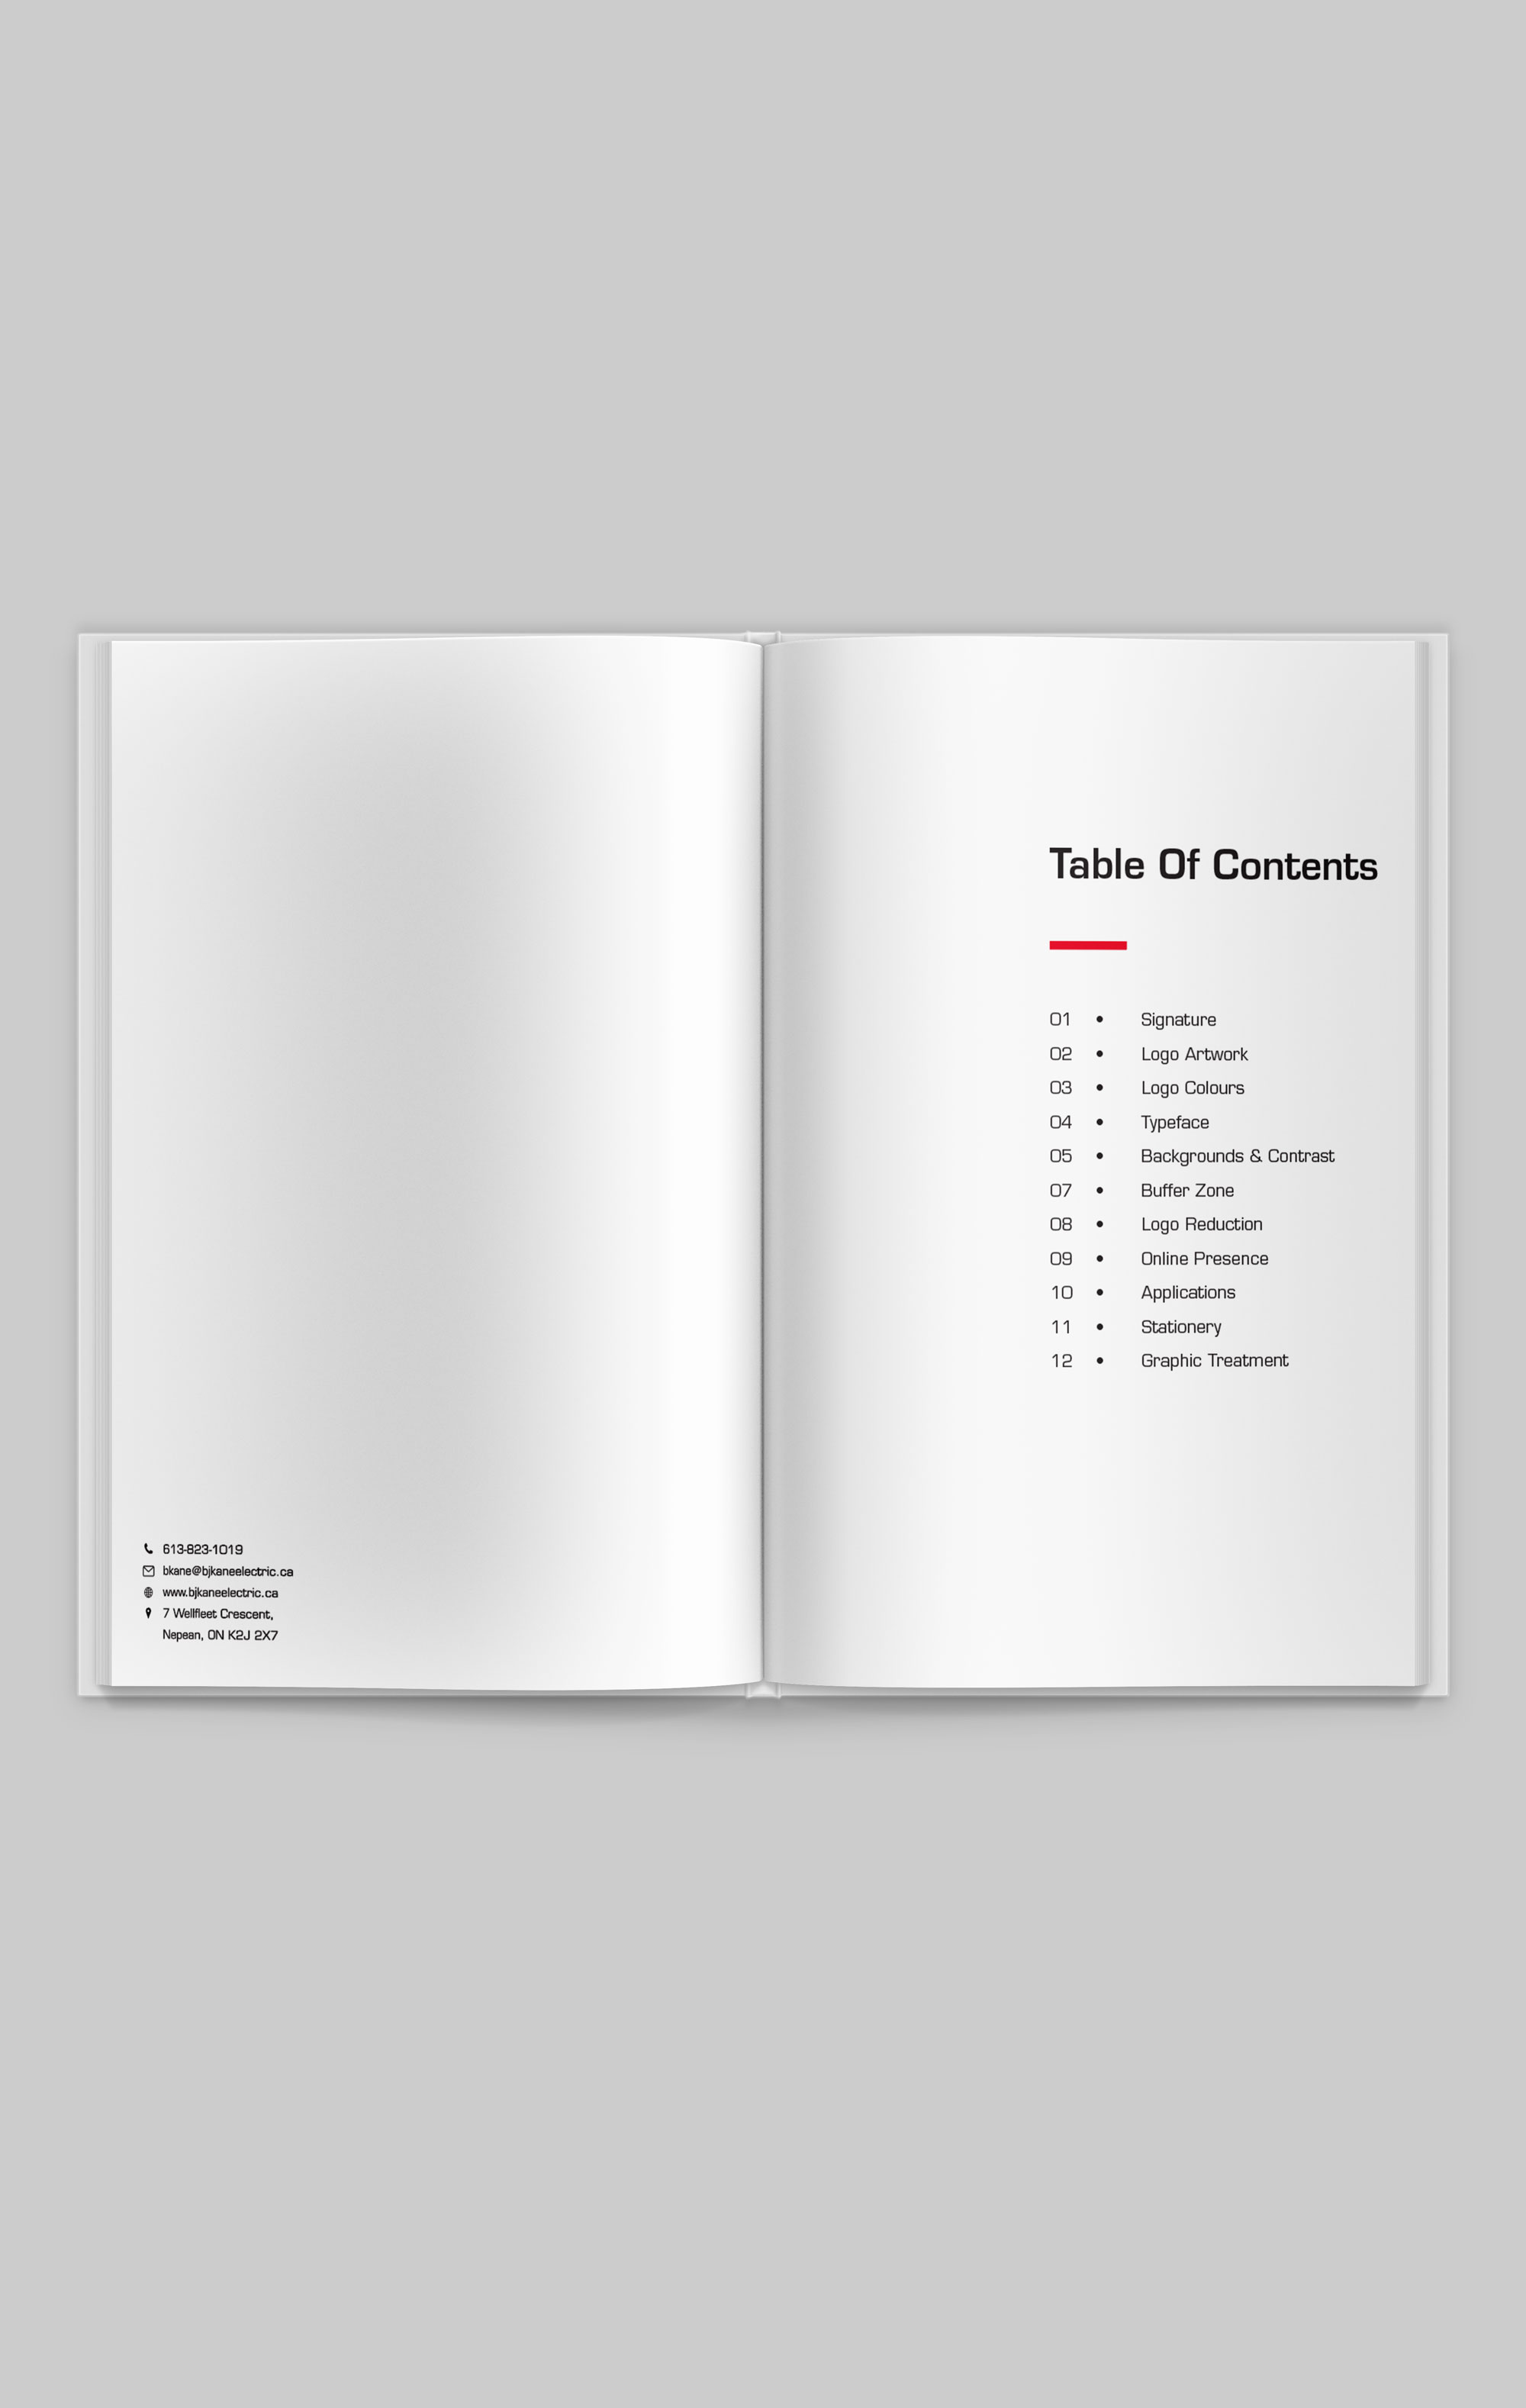 613-823-1019
bkane@bjkaneelectric.ca
www.bjkaneelectric.ca
7 Wellfleet Crescent,
Nepean, ON K2J 2X7
Table Of Contents
01 • Signature
02 • Logo Artwork
03 • Logo Colours
04 • Typeface
05 • Backgrounds & Contrast
07 • Buffer Zone
08 • Logo Reduction
09 • Online Presence
10 • Applications
11 • Stationery
12 • Graphic Treatment